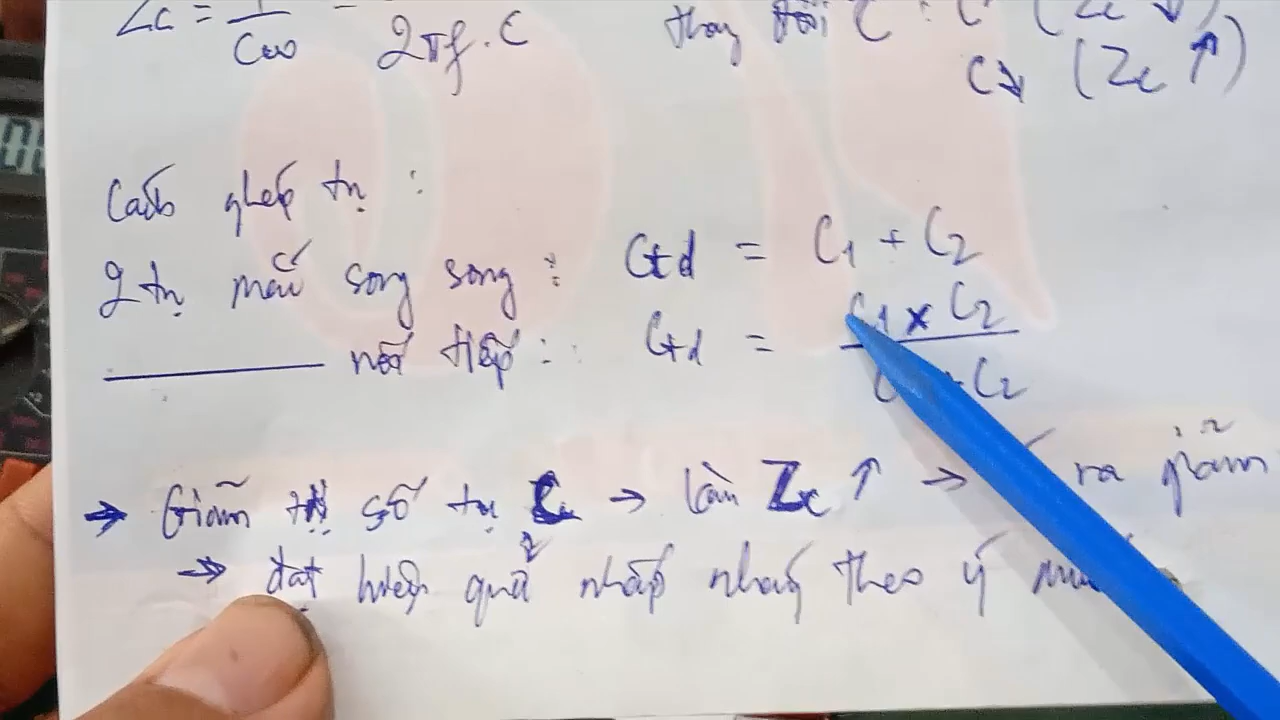 Zc = 1/Cω = 1/2πf.C thay đổi C : C (Zc ↓)
C↓ (Zc ↑)
Cách ghép tụ :
2 tụ mắc song song : Ctđ = C1 + C2
nối tiếp : Ctd = C1 x C2 / C1 + C2
→ Giảm trị số tụ C → làm Zc ↑ → ra giảm
→ đạt hiệu quả nhấp nháy theo ý